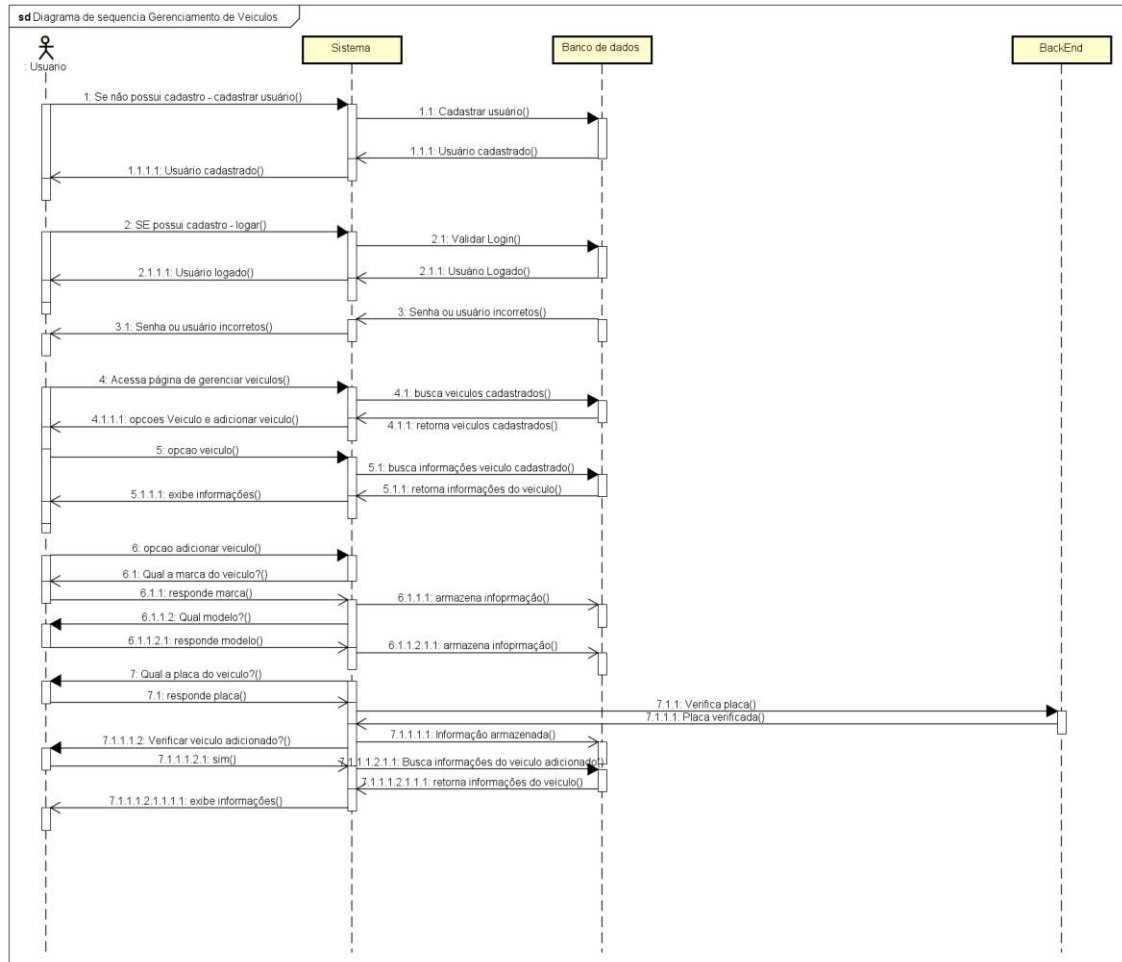 sd Diagrama de sequencia Gerenciamento de Veiculos
: Usuario
Sistema
Banco de dados
BackEnd
1: Se não possui cadastro - cadastrar usuário()
1.1: Cadastrar usuário()
1.1.1: Usuário cadastrado()
1.1.1.1: Usuário cadastrado()
2: SE possui cadastro - logar()
2.1: Validar Login()
2.1.1.1: Usuário logado()
2.1.1: Usuário Logado()
3: Senha ou usuário incorretos()
3.1: Senha ou usuário incorretos()
4: Acessa página de gerenciar veiculos()
4.1: busca veiculos cadastrados()
4.1.1.1: opcoes Veiculo e adicionar veiculo()
4.1.1: retorna veiculos cadastrados()
5: opcao veiculo()
5.1: busca informações veiculo cadastrado()
5.1.1.1: exibe informações()
5.1.1: retorna informações do veiculo()
6: opcao adicionar veiculo()
6.1: Qual a marca do veiculo?()
6.1.1: responde marca()
6.1.1.1: armazena infoprmação()
6.1.1.2: Qual modelo?()
6.1.1.2.1: responde modelo()
6.1.1.2.1.1: armazena infoprmação()
7: Qual a placa do veiculo?()
7.1: responde placa()
7.1.1: Verifica placa()
7.1.1.1: Placa verificada()
7.1.1.1.2: Verificar veiculo adicionado?()
7.1.1.1.1: Informação armazenada()
7.1.1.1.2.1: sim()
7.1.1.1.2.1.1: Busca informações do veiculo adicionado()
7.1.1.1.2.1.1.1: retorna informações do veiculo()
7.1.1.1.2.1.1.1.1: exibe informações()